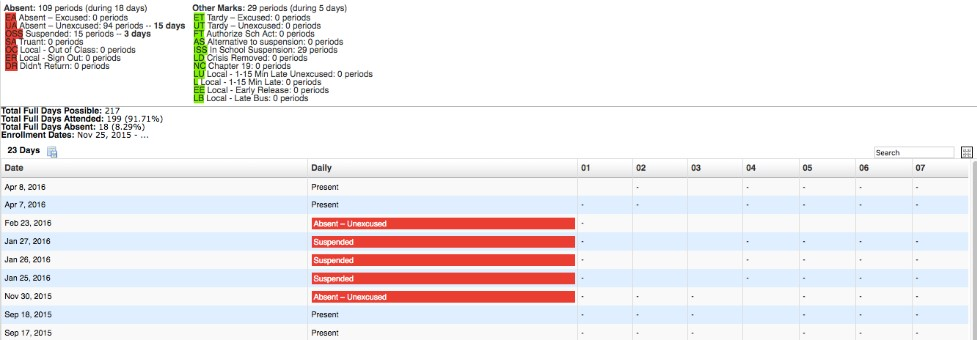 Absent: 109 periods (during 18 days)
EA Absent – Excused: 0 periods
UA Absent – Unexcused: 94 periods -- 15 days
OSS Suspended: 15 periods -- 3 days
SA Truant: 0 periods
OC Local - Out of Class: 0 periods
ER Local - Sign Out: 0 periods
DR Didn't Return: 0 periods
Other Marks: 29 periods (during 5 days)
ET Tardy – Excused: 0 periods
UT Tardy – Unexcused: 0 periods
FT Authorize Sch Act: 0 periods
AS Alternative to suspension: 0 periods
ISS In School Suspension: 29 periods
LD Crisis Removed: 0 periods
NC Chapter 19: 0 periods
LU Local - 1-15 Min Late Unexcused: 0 periods
L Local - 1-15 Min Late: 0 periods
EE Local - Early Release: 0 periods
LB Local - Late Bus: 0 periods
Total Full Days Possible: 217
Total Full Days Attended: 199 (91.71%)
Total Full Days Absent: 18 (8.29%)
Enrollment Dates: Nov 25, 2015 - ...
23 Days Search
Date Daily 01 02 03 04 05 06 07
Apr 8, 2016 Present - - - - -
Apr 7, 2016 Present - - - - - -
Feb 23, 2016 Absent – Unexcused -
Jan 27, 2016 Suspended - - - - -
Jan 26, 2016 Suspended - - - - -
Jan 25, 2016 Suspended - - - - -
Nov 30, 2015 Absent – Unexcused - - - - - - -
Sep 18, 2015 Present - - - - - - -
Sep 17, 2015 Present - - - - - -